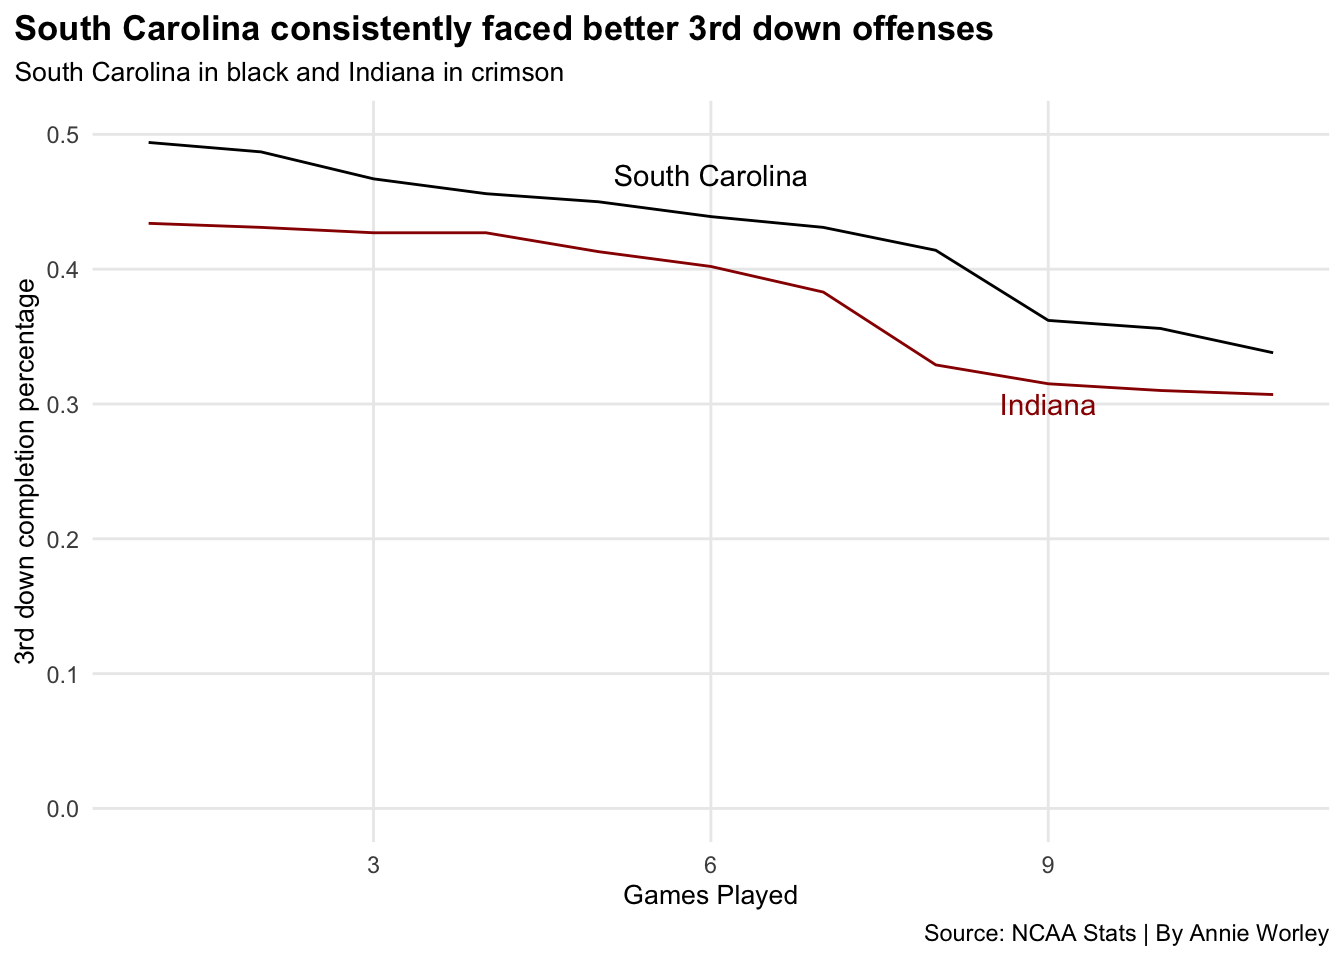 South Carolina consistently faced better 3rd down offenses
South Carolina in black and Indiana in crimson
3rd down completion percentage
0.5
0.4
0.3
0.2
0.1
0.0
South Carolina
Indiana
3
6
9
Games Played
Source: NCAA Stats | By Annie Worley